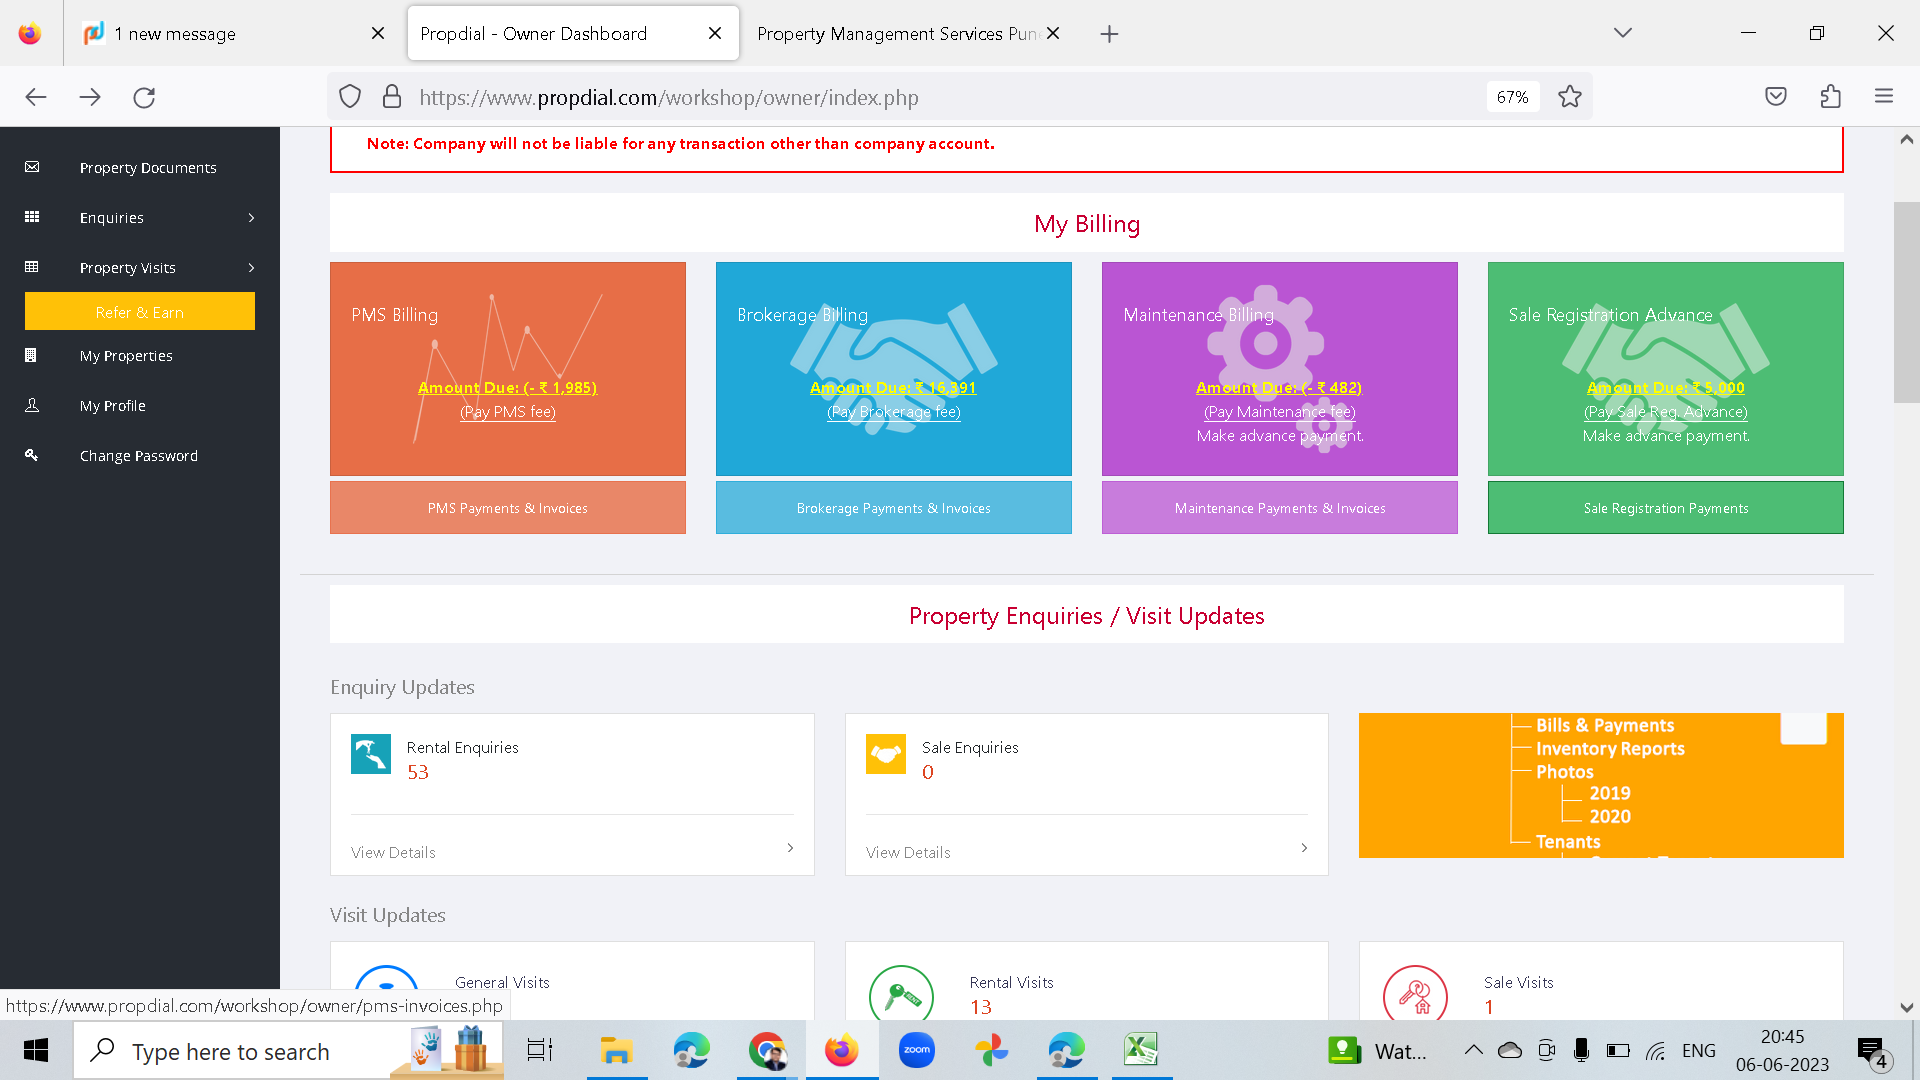 1 new message
Propdial - Owner Dashboard
Property Management Services Pun
https://www.propdial.com/workshop/owner/index.php
67%
Property Documents
Enquiries
Property Visits
Refer & Earn
My Properties
My Profile
Change Password
Note: Company will not be liable for any transaction other than company account.
My Billing
PMS Billing
Amount Due: (- ₹ 1,985)
(Pay PMS fee)
PMS Payments & Invoices
Brokerage Billing
Amount Due: ₹ 16,391
(Pay Brokerage fee)
Brokerage Payments & Invoices
Maintenance Billing
Amount Due: (- ₹ 482)
(Pay Maintenance fee)
Make advance payment.
Maintenance Payments & Invoices
Sale Registration Advance
Amount Due: ₹ 5,000
(Pay Sale Reg. Advance)
Make advance payment.
Sale Registration Payments
Property Enquiries / Visit Updates
Enquiry Updates
Rental Enquiries
53
View Details
Sale Enquiries
0
View Details
Bills & Payments
Inventory Reports
Photos
2019
2020
Tenants
Visit Updates
General Visits
Rental Visits
13
Sale Visits
1
https://www.propdial.com/workshop/owner/pms-invoices.php
Type here to search
zoom
Wat...
ENG
20:45
06-06-2023
4